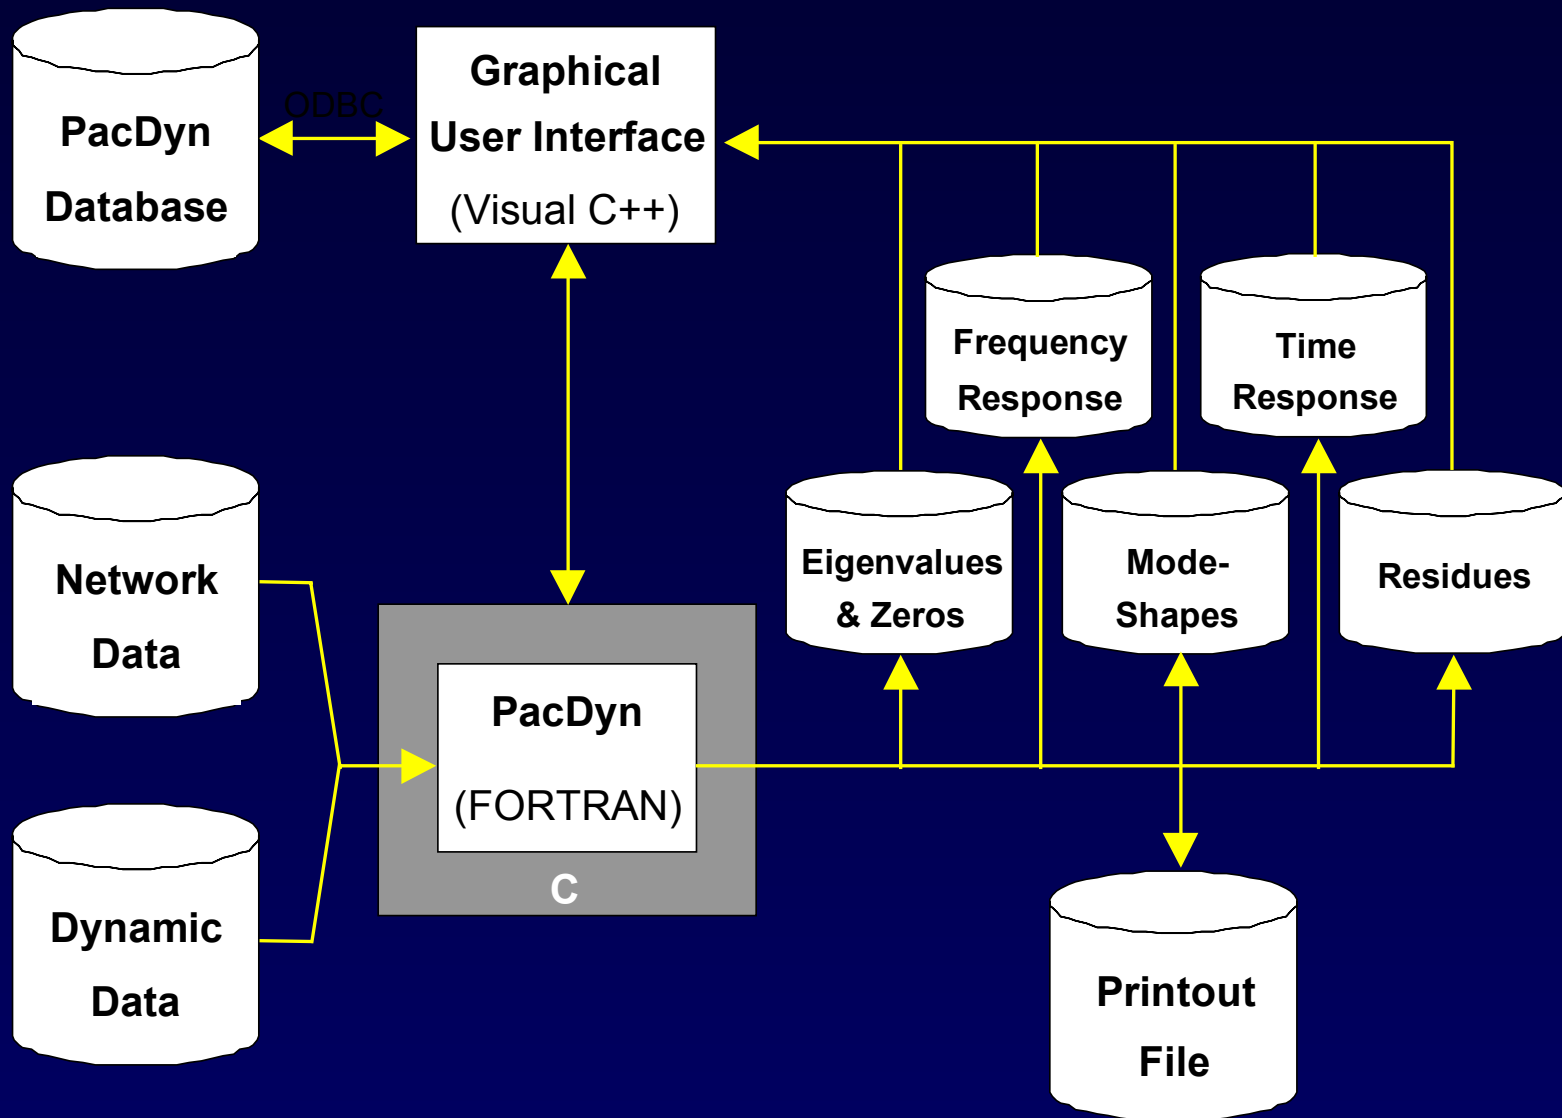 PacDyn
Database
ODBC
Graphical
User Interface
(Visual C++)
Frequency
Response
Time
Response
Eigenvalues
& Zeros
Mode-
Shapes
Residues
Network
Data
PacDyn
(FORTRAN)
C
Dynamic
Data
Printout
File